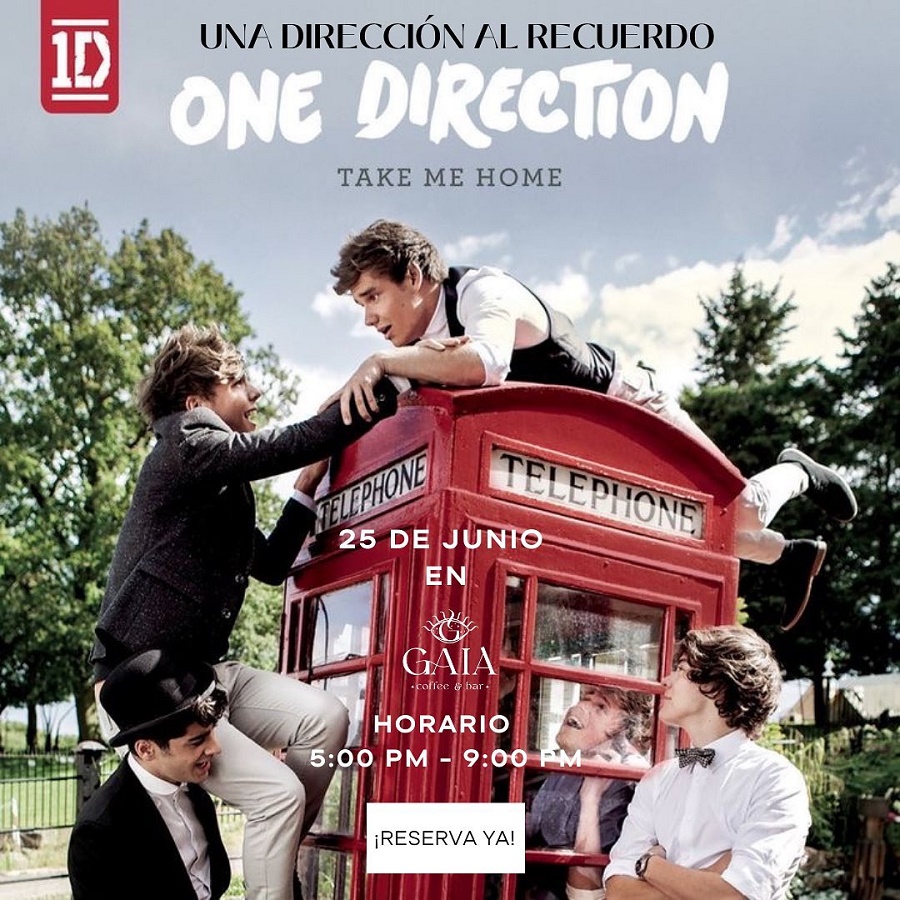 1D
UNA DIRECCIÓN AL RECUERDO
ONE DIRECTION
TAKE ME HOME
TELEPHONE
TELEPHONE
25 DE JUNIO
EN
G
GAIA
·coffee & bar·
HORARIO
5:00 PM - 9:00 PM
¡RESERVA YA!